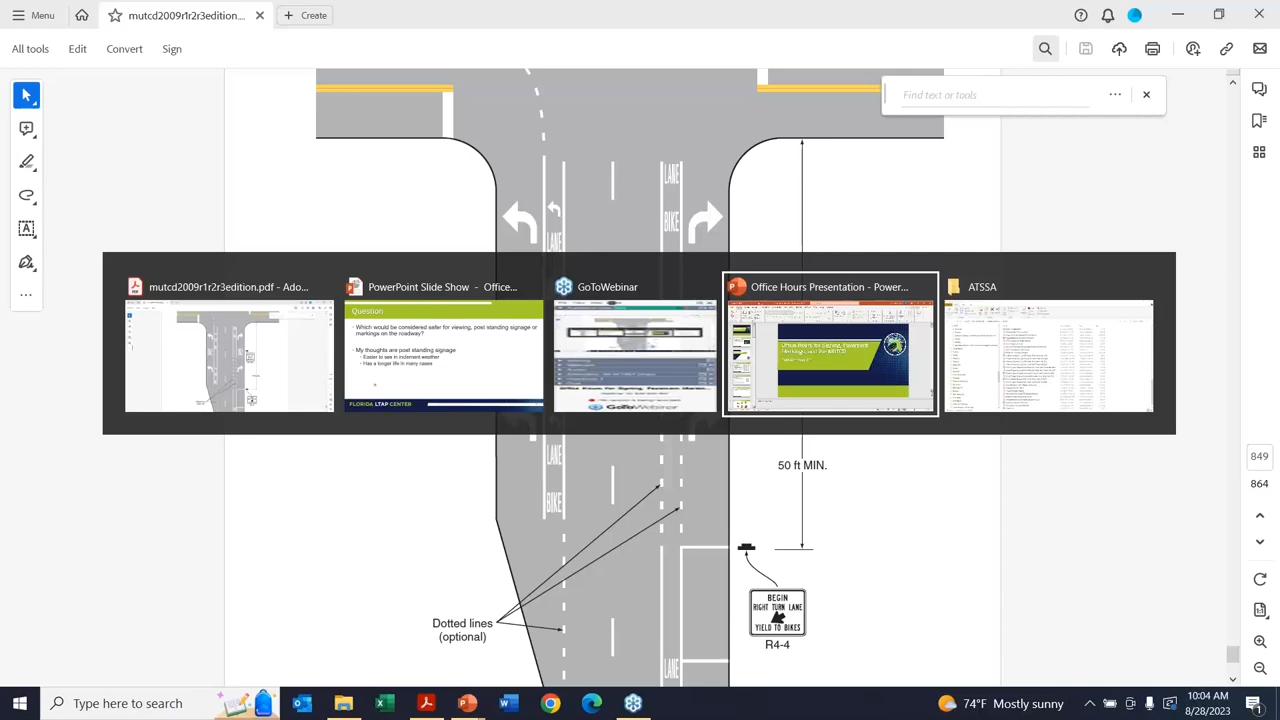 Menu
mutcd2009r1r2r3edition....
Create
All tools
Edit
Convert
Sign
Find text or tools
LANE
BIKE
LANE
mutcd2009r1r2r3edition.pdf - Ado...
PowerPoint Slide Show - Office...
GoToWebinar
Office Hours Presentation - Power...
ATSSA
Question
Which would be considered safer for viewing, post standing signage or
markings on the roadway?
My thoughts are post standing signage
Easier to see in inclement weather
Has a longer life in many cases
FLORIDA LTAP CENTER
GoToWebinar
LANE
BIKE
50 ft MIN.
849
864
Dotted lines
(optional)
BEGIN
RIGHT TURN LANE
YIELD TO BIKES
R4-4
LANE
Type here to search
74°F Mostly sunny
10:04 AM
8/28/2023